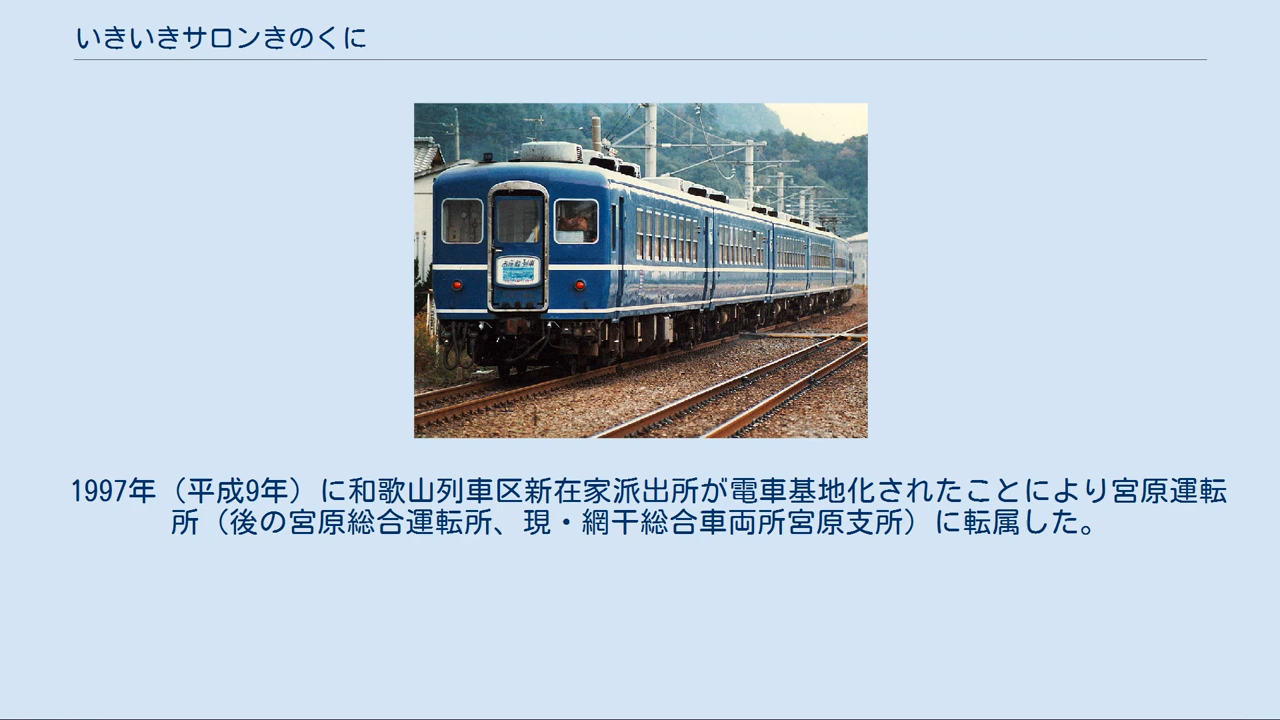 いきいきサロンきのくに
1997年（平成9年）に和歌山列車区新在家派出所が電車基地化されたことにより宮原運転
所（後の宮原総合運転所、現・網干総合車両所宮原支所）に転属した。